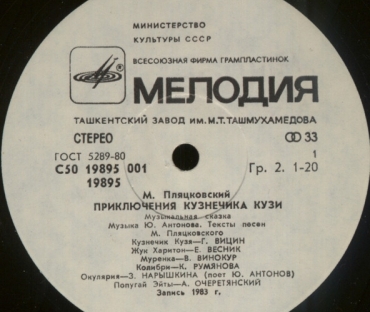 МИНИСТЕРСТВО
КУЛЬТУРЫ СССР
ВСЕСОЮЗНАЯ ФИРМА ГРАМПЛАСТИНОК
МЕЛОДИЯ
ТАШКЕНТСКИЙ ЗАВОД ИМ. М.Т. ТАШМУХАМЕДОВА
СТЕРЕО 33
ГОСТ 5289-80 1
С50 19895 001 Гр. 2. 1-20
19895
М. Пляцковский
ПРИКЛЮЧЕНИЯ КУЗНЕЧИКА КУЗИ
Музыкальная сказка
Музыка Ю. Антонова. Тексты песен
М. Пляцковского
Кузнечик Кузя—Г. ВИЦИН
Жук Харитон— Е. ВЕСНИК
Муренка— В. ВИНОКУР
Колибри— К. РУМЯНОВА
Окулярия— З. НАРЫШКИНА (поет Ю. АНТОНОВ)
Попугай Эйты— А. ОЧЕРЕТЯНСКИЙ
Запись 1983 г.